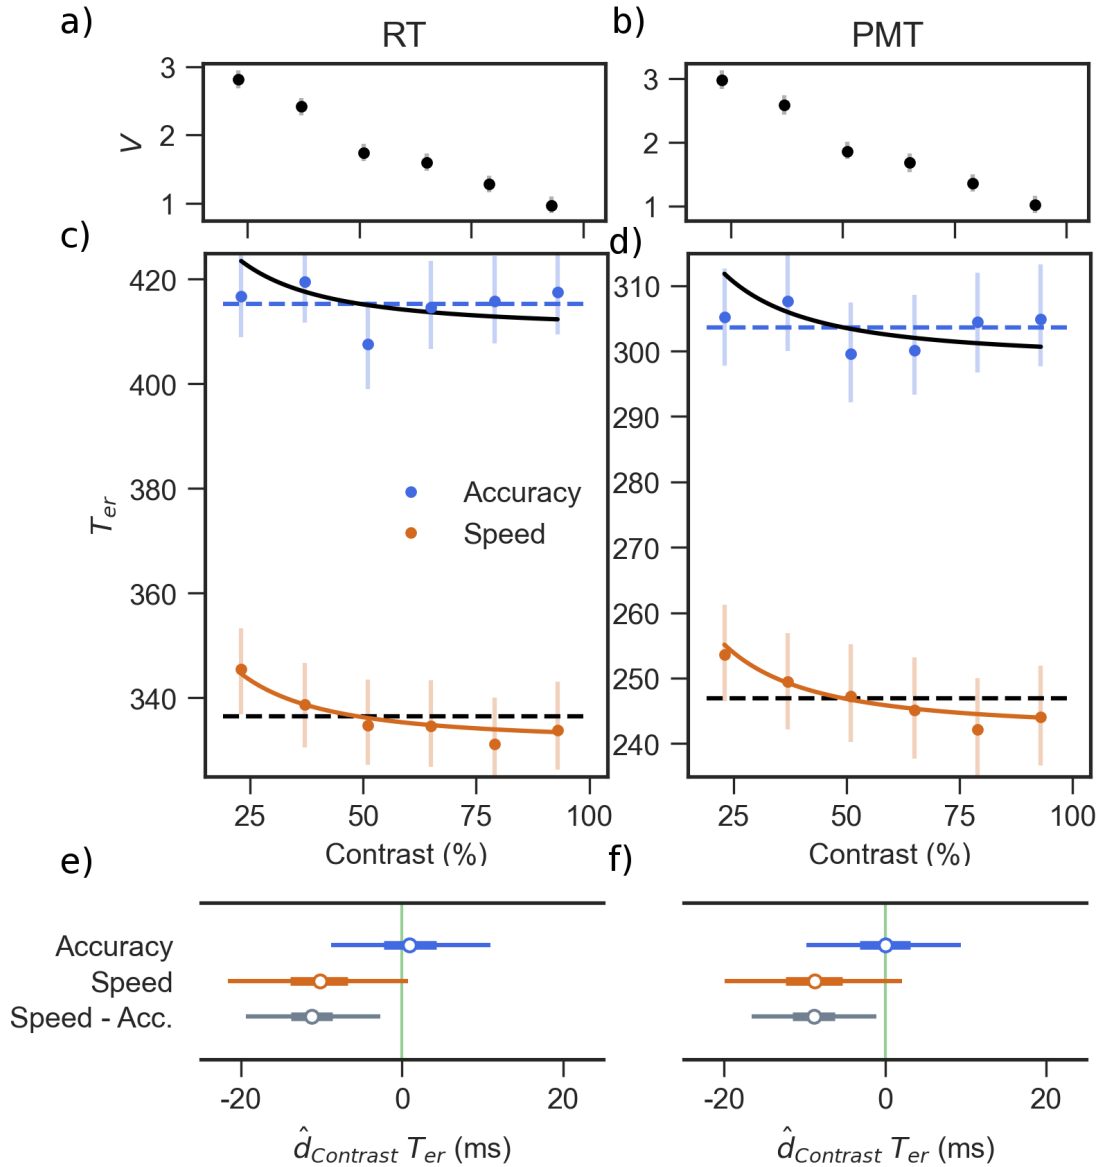 a)
RT
b)
PMT
3
2
1
V
3
2
1
c)
d)
420
400
380
360
340
T_er
Accuracy
Speed
310
300
290
280
270
260
250
240
25 50 75 100
Contrast (%)
25 50 75 100
Contrast (%)
e)
f)
Accuracy
Speed
Speed - Acc.
-20 0 20
d̂_Contrast T_er (ms)
-20 0 20
d̂_Contrast T_er (ms)